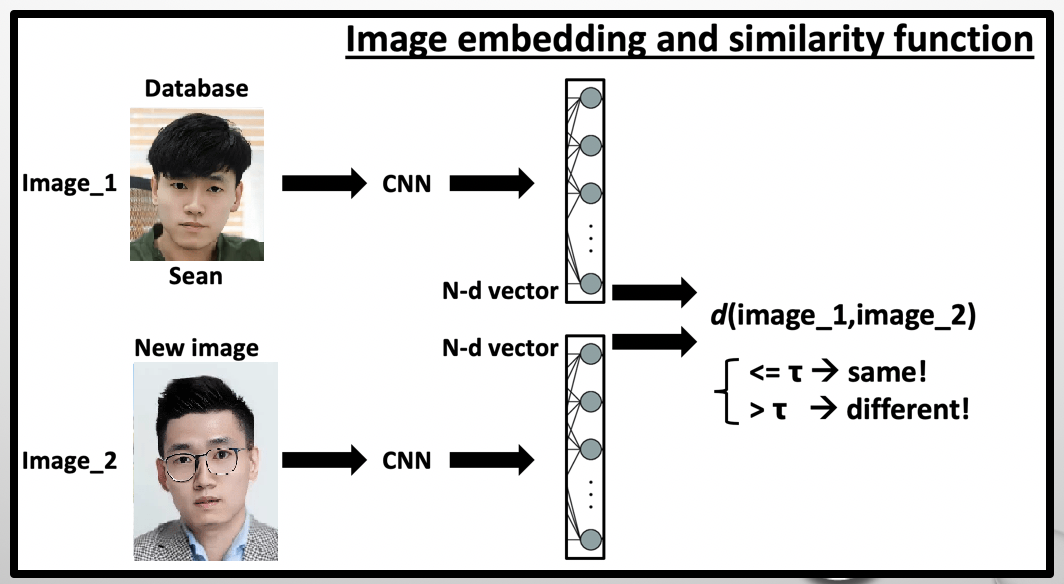 Image embedding and similarity function
Database
Image_1
CNN
Sean
N-d vector
d(image_1,image_2)
New image
N-d vector
<= τ → same!
> τ → different!
Image_2
CNN